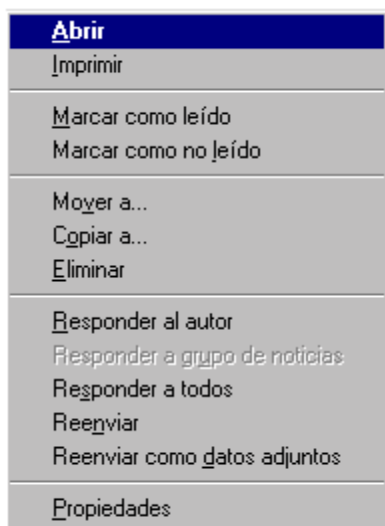 Abrir
Imprimir
Marcar como leído
Marcar como no leído
Mover a...
Copiar a...
Eliminar
Responder al autor
Responder a grupo de noticias
Responder a todos
Reenviar
Reenviar como datos adjuntos
Propiedades